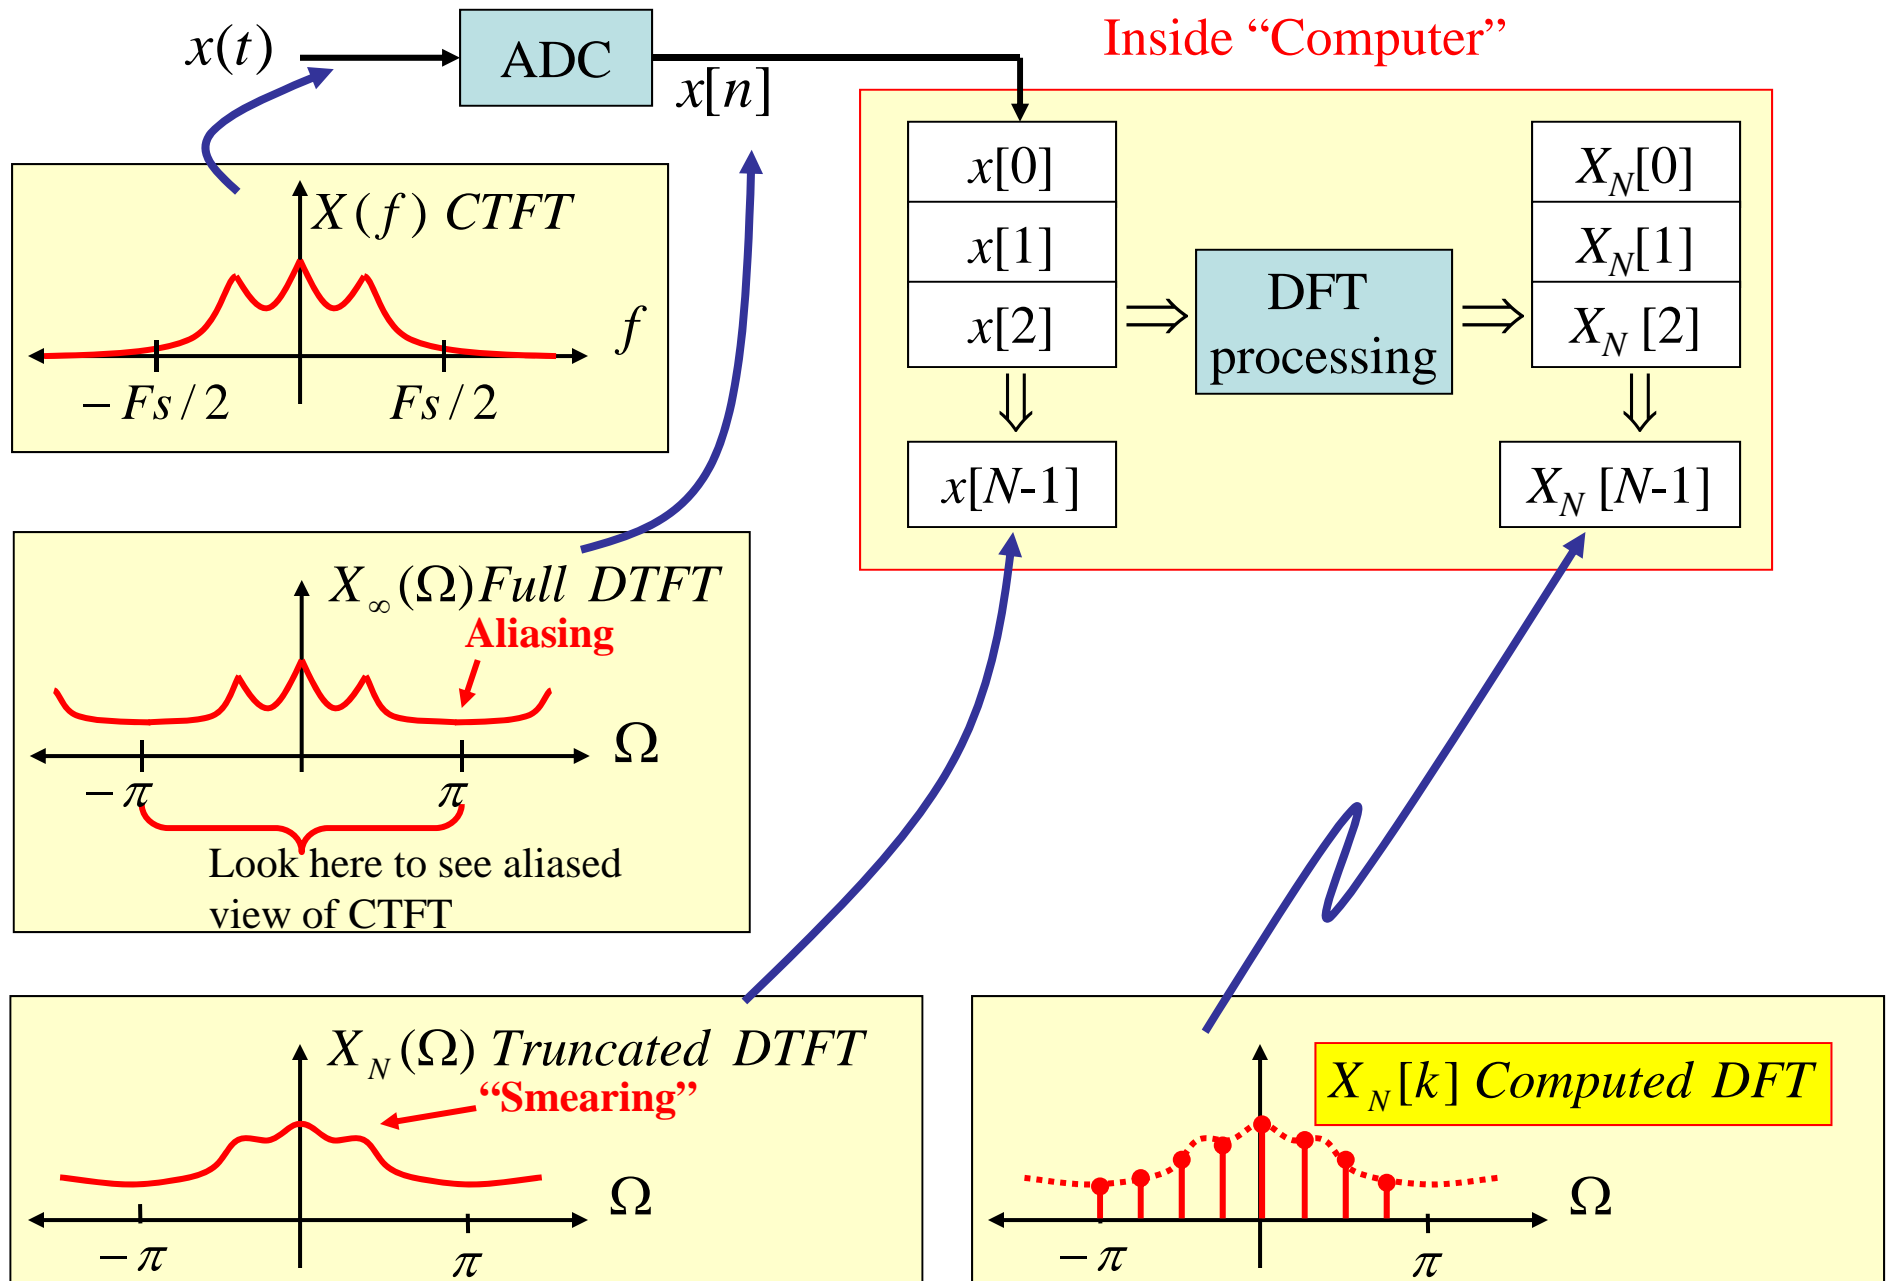 x(t)
ADC
x[n]
Inside “Computer”
x[0]
x[1]
x[2]
⇓
x[N-1]
⇒
DFT
processing
⇒
X_N[0]
X_N[1]
X_N [2]
⇓
X_N [N-1]
X(f) CTFT
f
– Fs / 2
Fs / 2
X_∞(Ω) Full DTFT
Aliasing
Ω
– π
π
Look here to see aliased
view of CTFT
X_N(Ω) Truncated DTFT
“Smearing”
Ω
– π
π
X_N[k] Computed DFT
Ω
– π
π